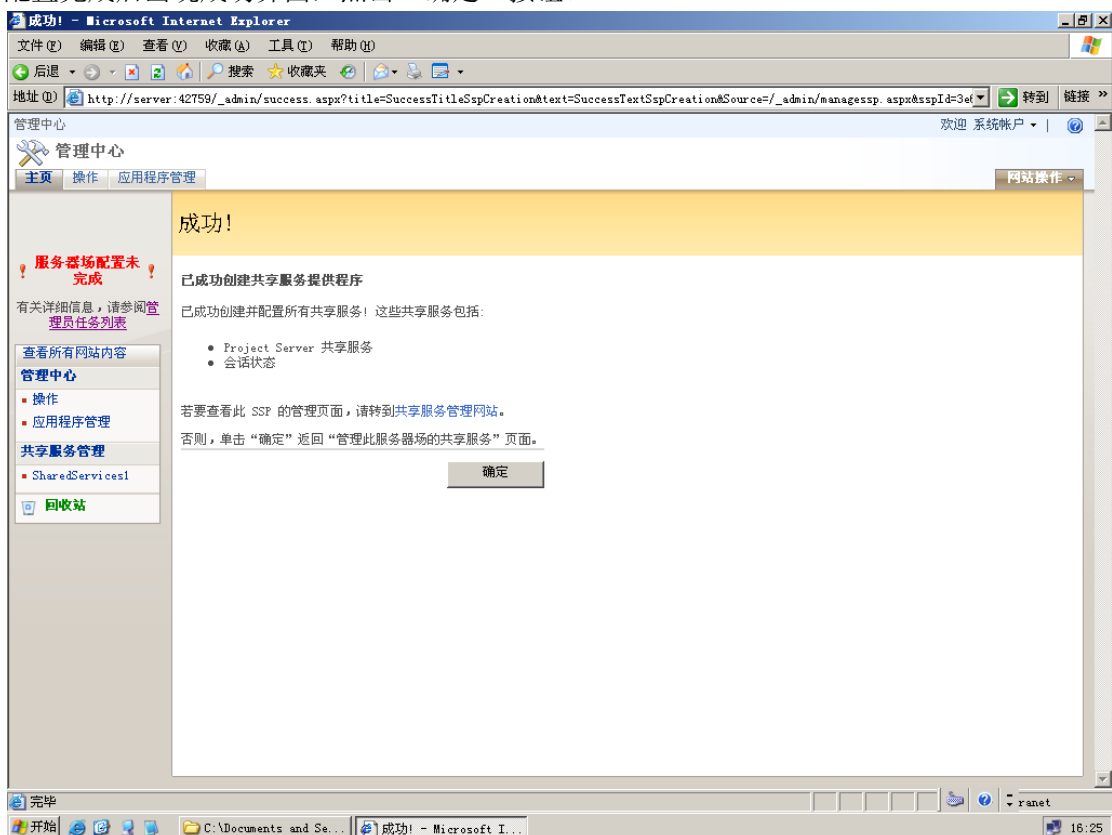 成功! - Microsoft Internet Explorer
文件(F) 编辑(E) 查看(V) 收藏(A) 工具(T) 帮助(H)
后退 搜索 收藏夹
地址(D) http://server:42759/_admin/success.aspx?title=SuccessTitleSspCreation&text=SuccessTextSspCreation&Source=/_admin/managessp.aspx&sspId=3e 转到 链接 »
管理中心 欢迎 系统帐户
管理中心
主页 操作 应用程序管理 网站操作
成功!
服务器场配置未
完成
有关详细信息，请参阅管
理员任务列表
查看所有网站内容
管理中心
操作
应用程序管理
共享服务管理
SharedServices1
回收站
已成功创建共享服务提供程序
已成功创建并配置所有共享服务! 这些共享服务包括:
Project Server 共享服务
会话状态
若要查看此 SSP 的管理页面，请转到共享服务管理网站。
否则，单击“确定”返回“管理此服务器场的共享服务”页面。
确定
完毕 ranet
开始 C:\Documents and Se... 成功! - Microsoft I... 16:25